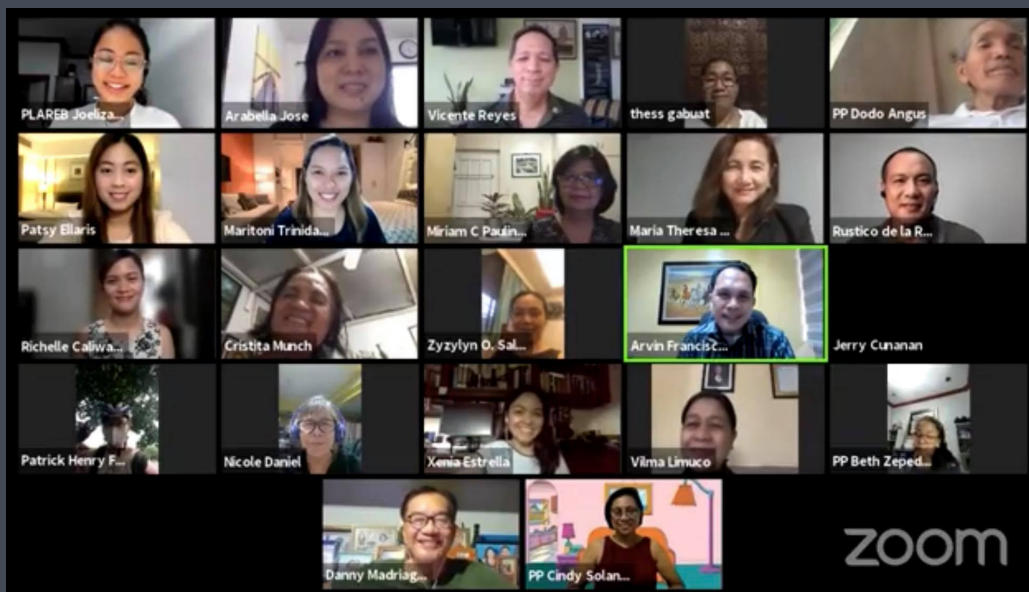 PLAREB Joeliza...
Arabella Jose
Vicente Reyes
thess gabuat
PP Dodo Angus
Patsy Ellaris
Maritoni Trinida...
Miriam C Paulin...
Maria Theresa ...
Rustico de la R...
Richelle Caliwa...
Cristita Munch
Zyzylyn O. Sal...
Arvin Francisc...
Jerry Cunanan
Patrick Henry F...
Nicole Daniel
Xenia Estrella
Vilma Limuco
PP Beth Zeped...
Danny Madriag...
PP Cindy Solan...
zoom